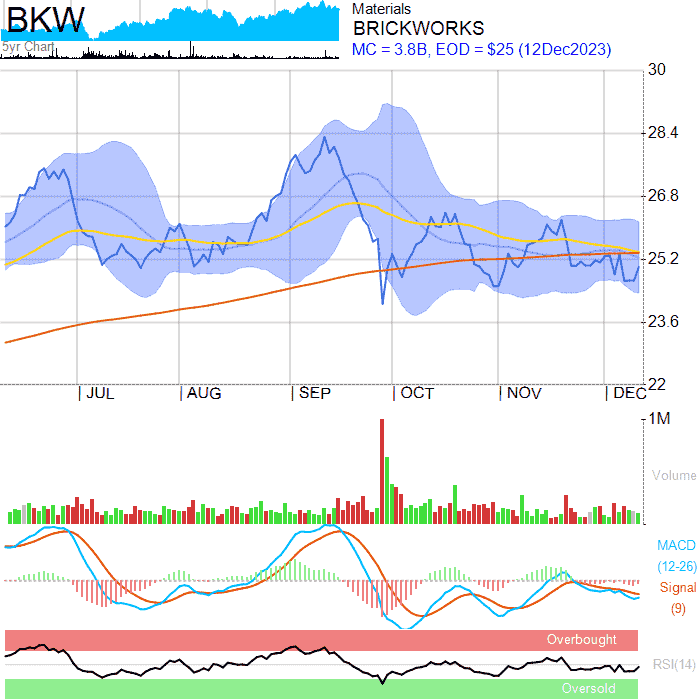 BKW
Materials
BRICKWORKS
MC = 3.8B, EOD = $25 (12Dec2023)
5yr Chart
30
28.4
26.8
25.2
23.6
22
JUL
AUG
SEP
OCT
NOV
DEC
1M
Volume
MACD
(12-26)
Signal
(9)
Overbought
RSI(14)
Oversold